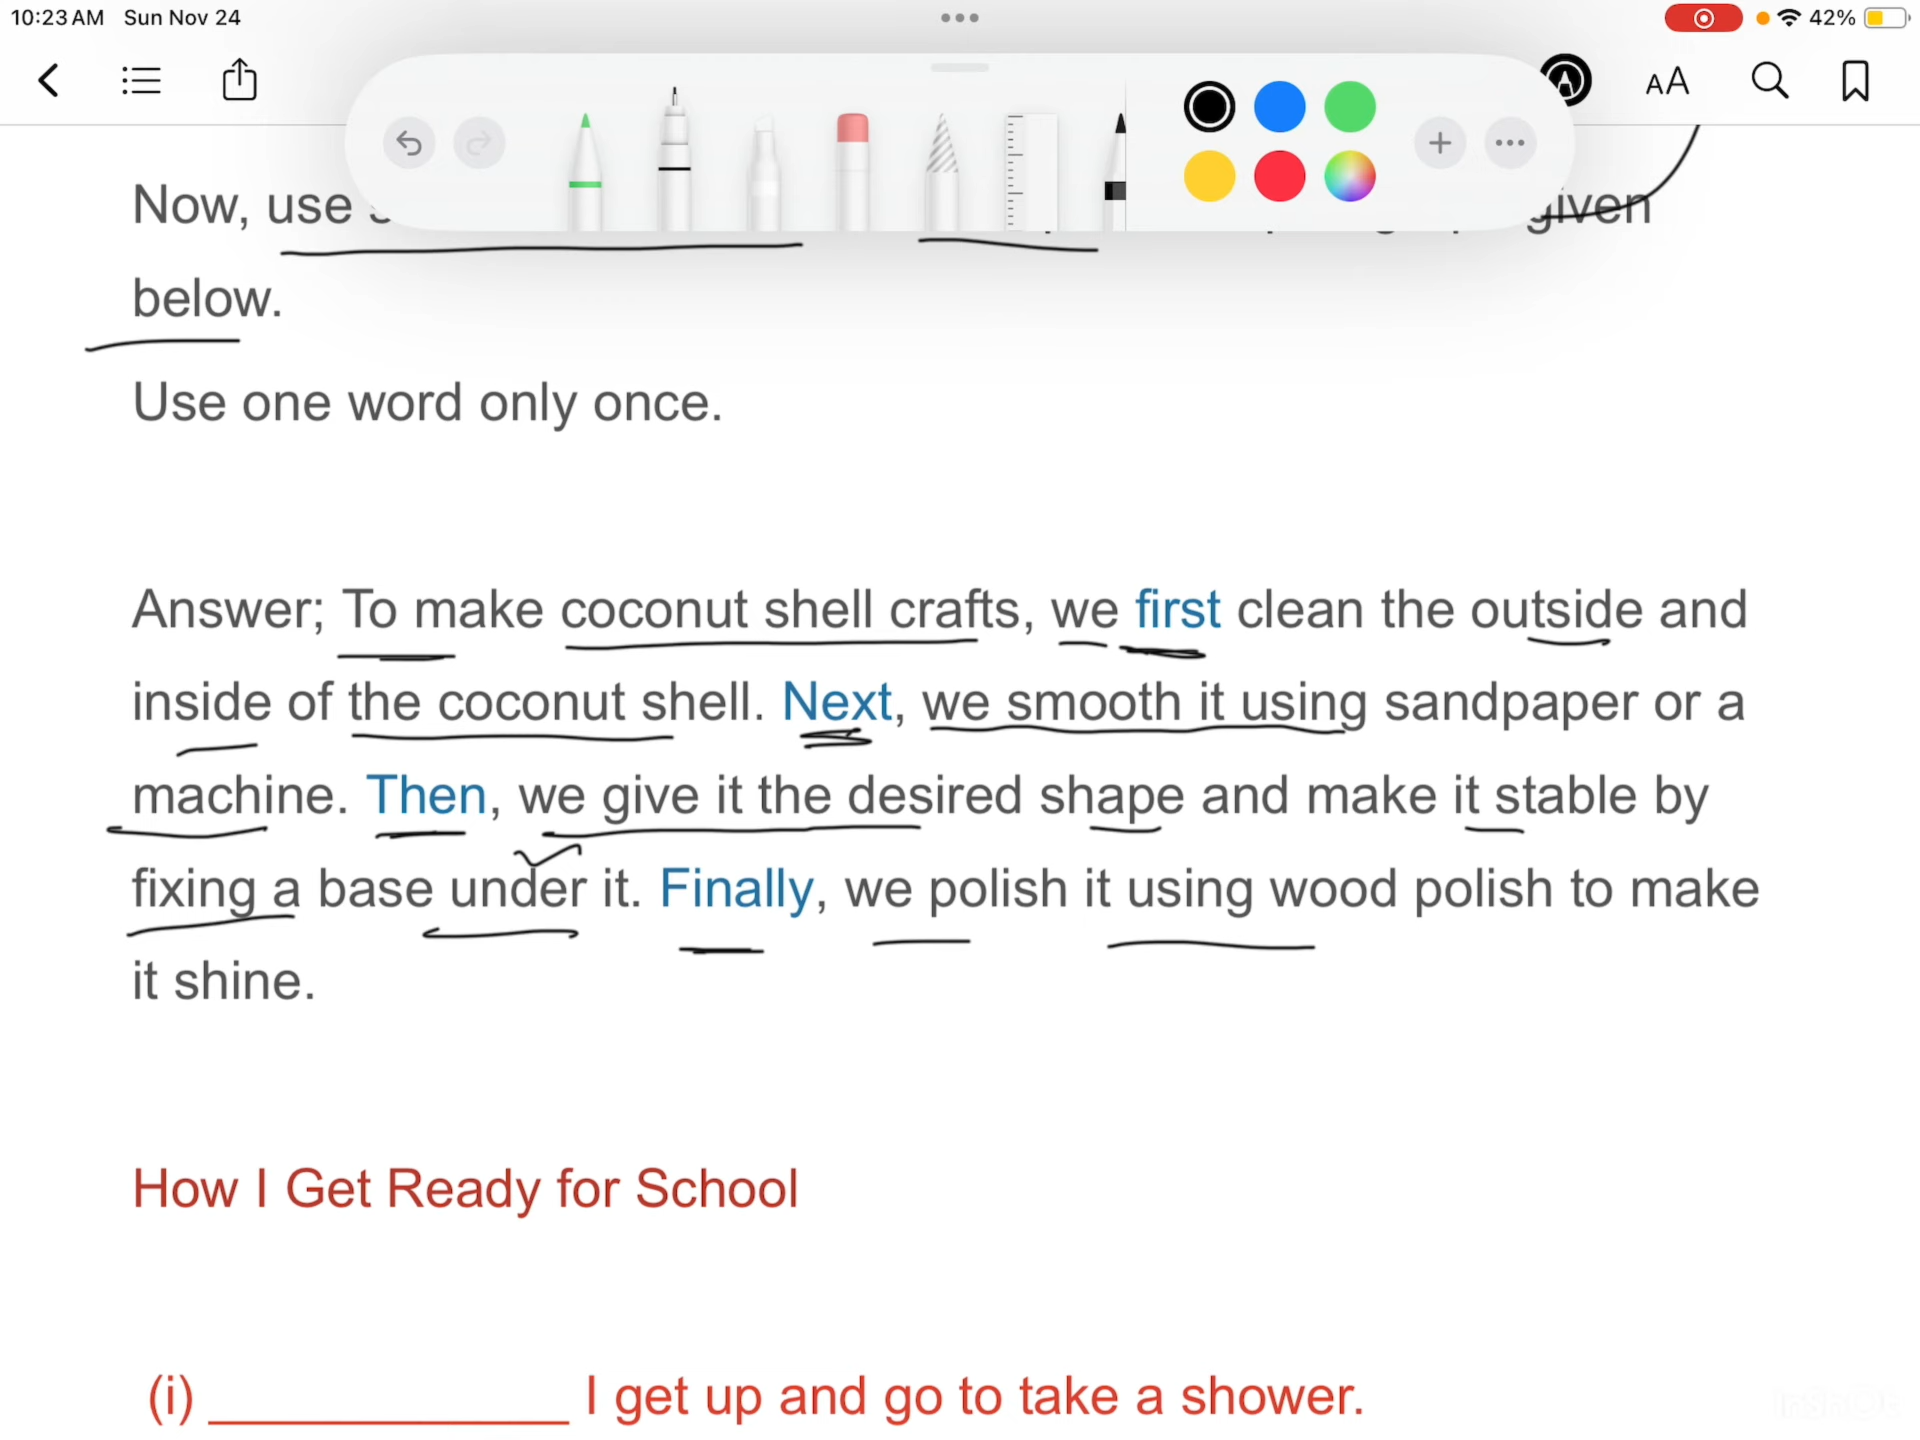 10:23 AM Sun Nov 24
42%
AA
Now, use
given
below.
Use one word only once.
Answer; To make coconut shell crafts, we first clean the outside and
inside of the coconut shell. Next, we smooth it using sandpaper or a
machine. Then, we give it the desired shape and make it stable by
fixing a base under it. Finally, we polish it using wood polish to make
it shine.
How I Get Ready for School
(i) _____________ I get up and go to take a shower.